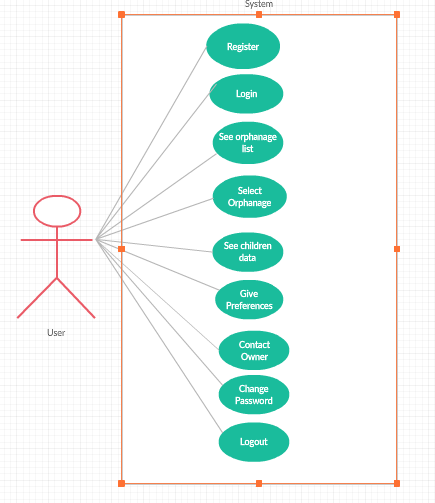 System
Register
Login
See orphanage
list
Select
Orphanage
See children
data
Give
Preferences
User
Contact
Owner
Change
Password
Logout